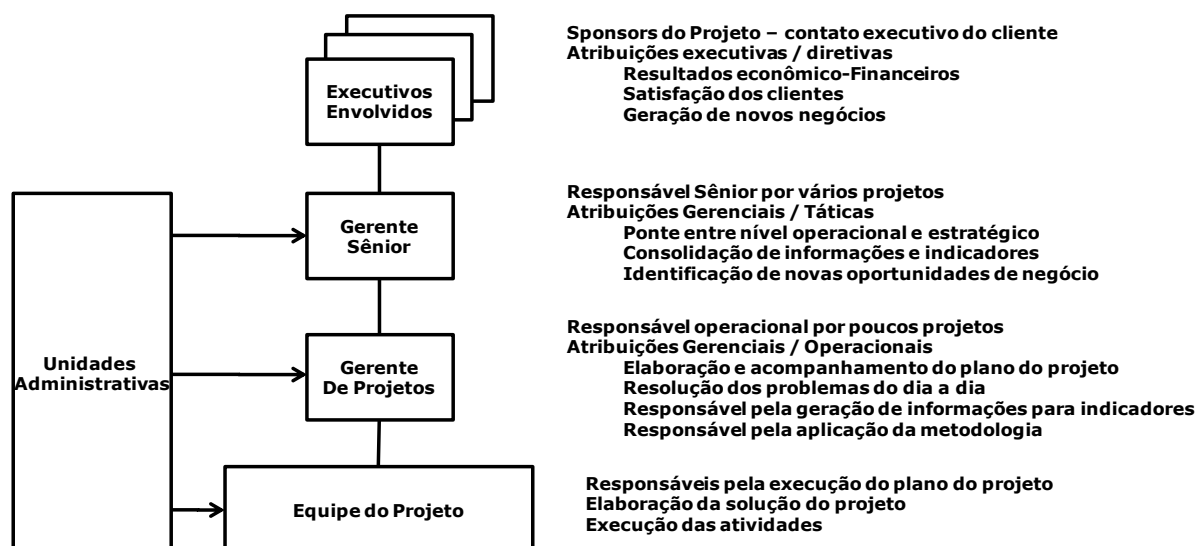 Executivos
Envolvidos
Sponsors do Projeto – contato executivo do cliente
Atribuições executivas / diretivas
Resultados econômico-Financeiros
Satisfação dos clientes
Geração de novos negócios
Gerente
Sênior
Responsável Sênior por vários projetos
Atribuições Gerenciais / Táticas
Ponte entre nível operacional e estratégico
Consolidação de informações e indicadores
Identificação de novas oportunidades de negócio
Unidades
Administrativas
Gerente
De Projetos
Responsável operacional por poucos projetos
Atribuições Gerenciais / Operacionais
Elaboração e acompanhamento do plano do projeto
Resolução dos problemas do dia a dia
Responsável pela geração de informações para indicadores
Responsável pela aplicação da metodologia
Equipe do Projeto
Responsáveis pela execução do plano do projeto
Elaboração da solução do projeto
Execução das atividades